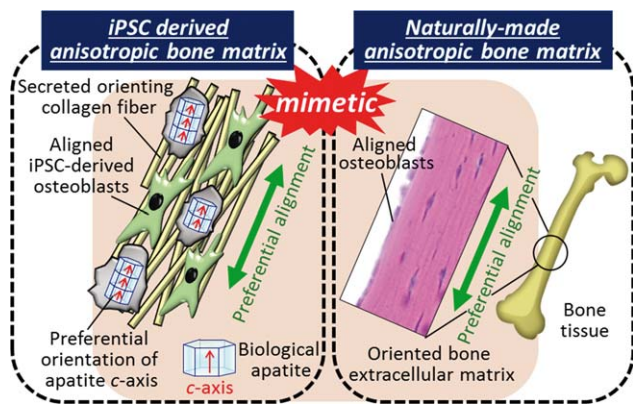 iPSC derived
anisotropic bone matrix
Naturally-made
anisotropic bone matrix
mimetic
Secreted orienting
collagen fiber
Aligned
iPSC-derived
osteoblasts
Preferential alignment
Preferential
orientation of
apatite c-axis
Biological
apatite
c-axis
Aligned
osteoblasts
Preferential alignment
Oriented bone
extracellular matrix
Bone
tissue